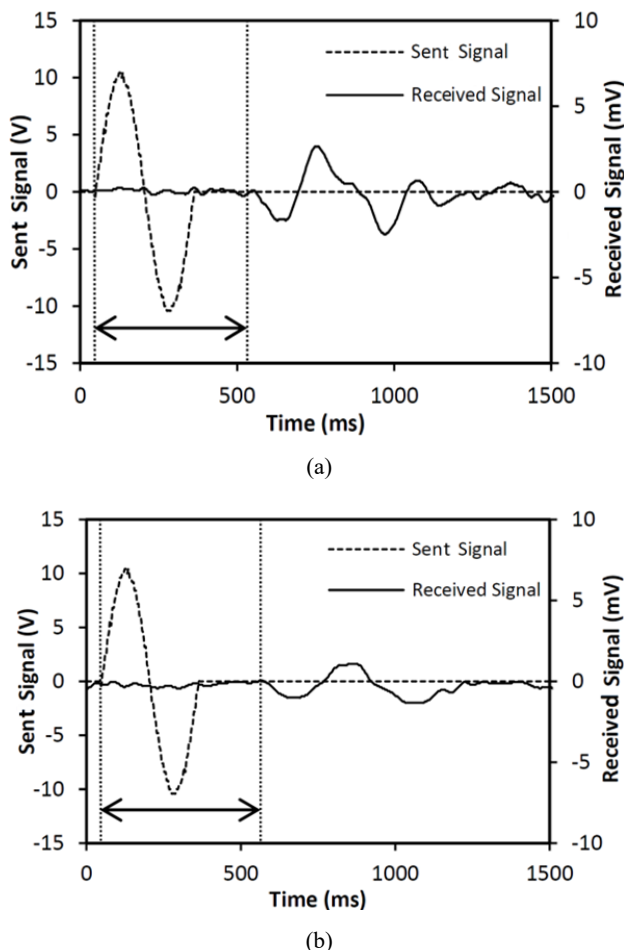 15
10
5
0
-5
-10
-15
10
5
0
-5
-10
Sent Signal (V)
Received Signal (mV)
Sent Signal
Received Signal
0
500
1000
1500
Time (ms)
(a)
15
10
5
0
-5
-10
-15
10
5
0
-5
-10
Sent Signal (V)
Received Signal (mV)
Sent Signal
Received Signal
0
500
1000
1500
Time (ms)
(b)